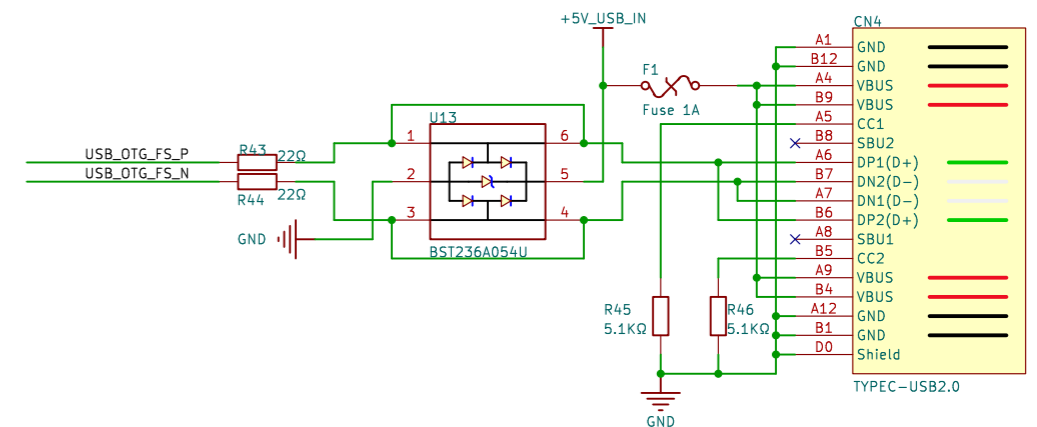 +5V_USB_IN
CN4
A1 GND
B12 GND
F1
A4 VBUS
B9 VBUS
Fuse 1A
U13
A5 CC1
1 6
B8 SBU2
USB_OTG_FS_P
R43 22Ω
A6 DP1(D+)
USB_OTG_FS_N
2 5
B7 DN2(D-)
R44 22Ω
A7 DN1(D-)
3 4
B6 DP2(D+)
GND
A8 SBU1
BST236A054U
B5 CC2
A9 VBUS
B4 VBUS
R45
5.1KΩ
R46
5.1KΩ
A12 GND
B1 GND
D0 Shield
TYPEC-USB2.0
GND